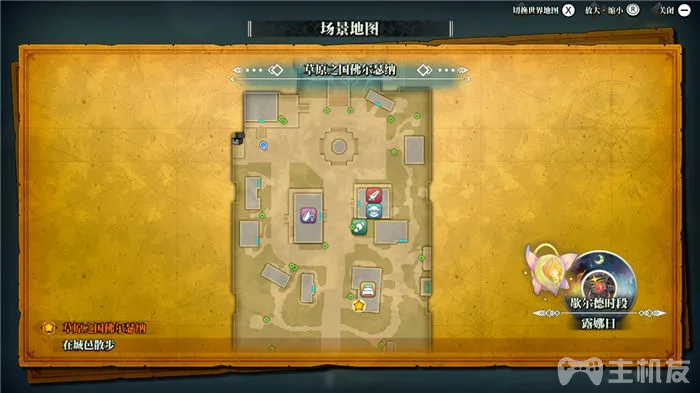 切换世界地图 X 放大·缩小 R 关闭
场景地图
草原之国佛尔瑟纳
歇尔德时段
露娜日
草原之国佛尔瑟纳
在城邑散步
主机友